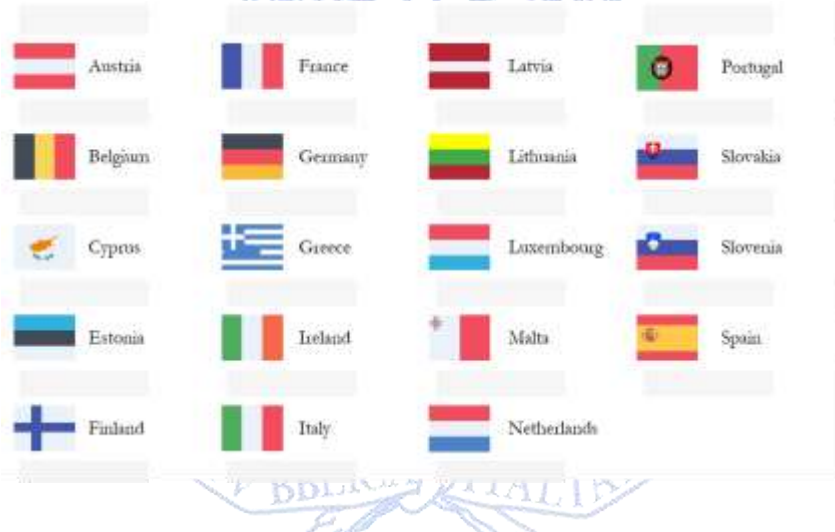 Austria
France
Latvia
Portugal
Belgium
Germany
Lithuania
Slovakia
Cyprus
Greece
Luxembourg
Slovenia
Estonia
Ireland
Malta
Spain
Finland
Italy
Netherlands